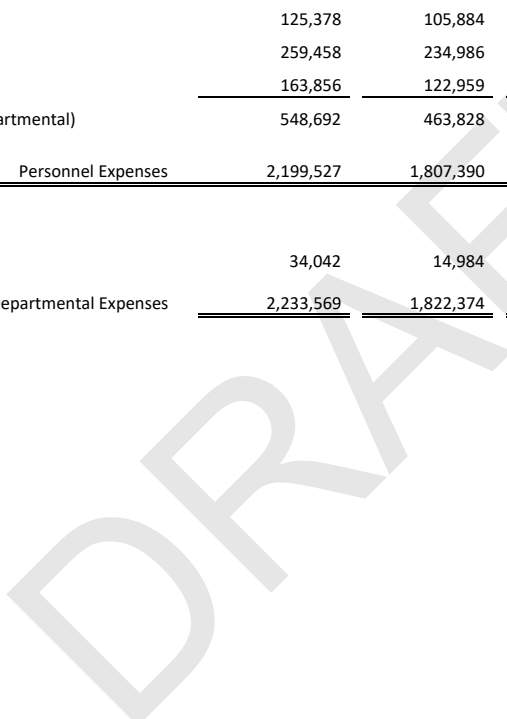 125,378 105,884
259,458 234,986
163,856 122,959
artmental) 548,692 463,828
Personnel Expenses 2,199,527 1,807,390
34,042 14,984
epartmental Expenses 2,233,569 1,822,374
DRAF